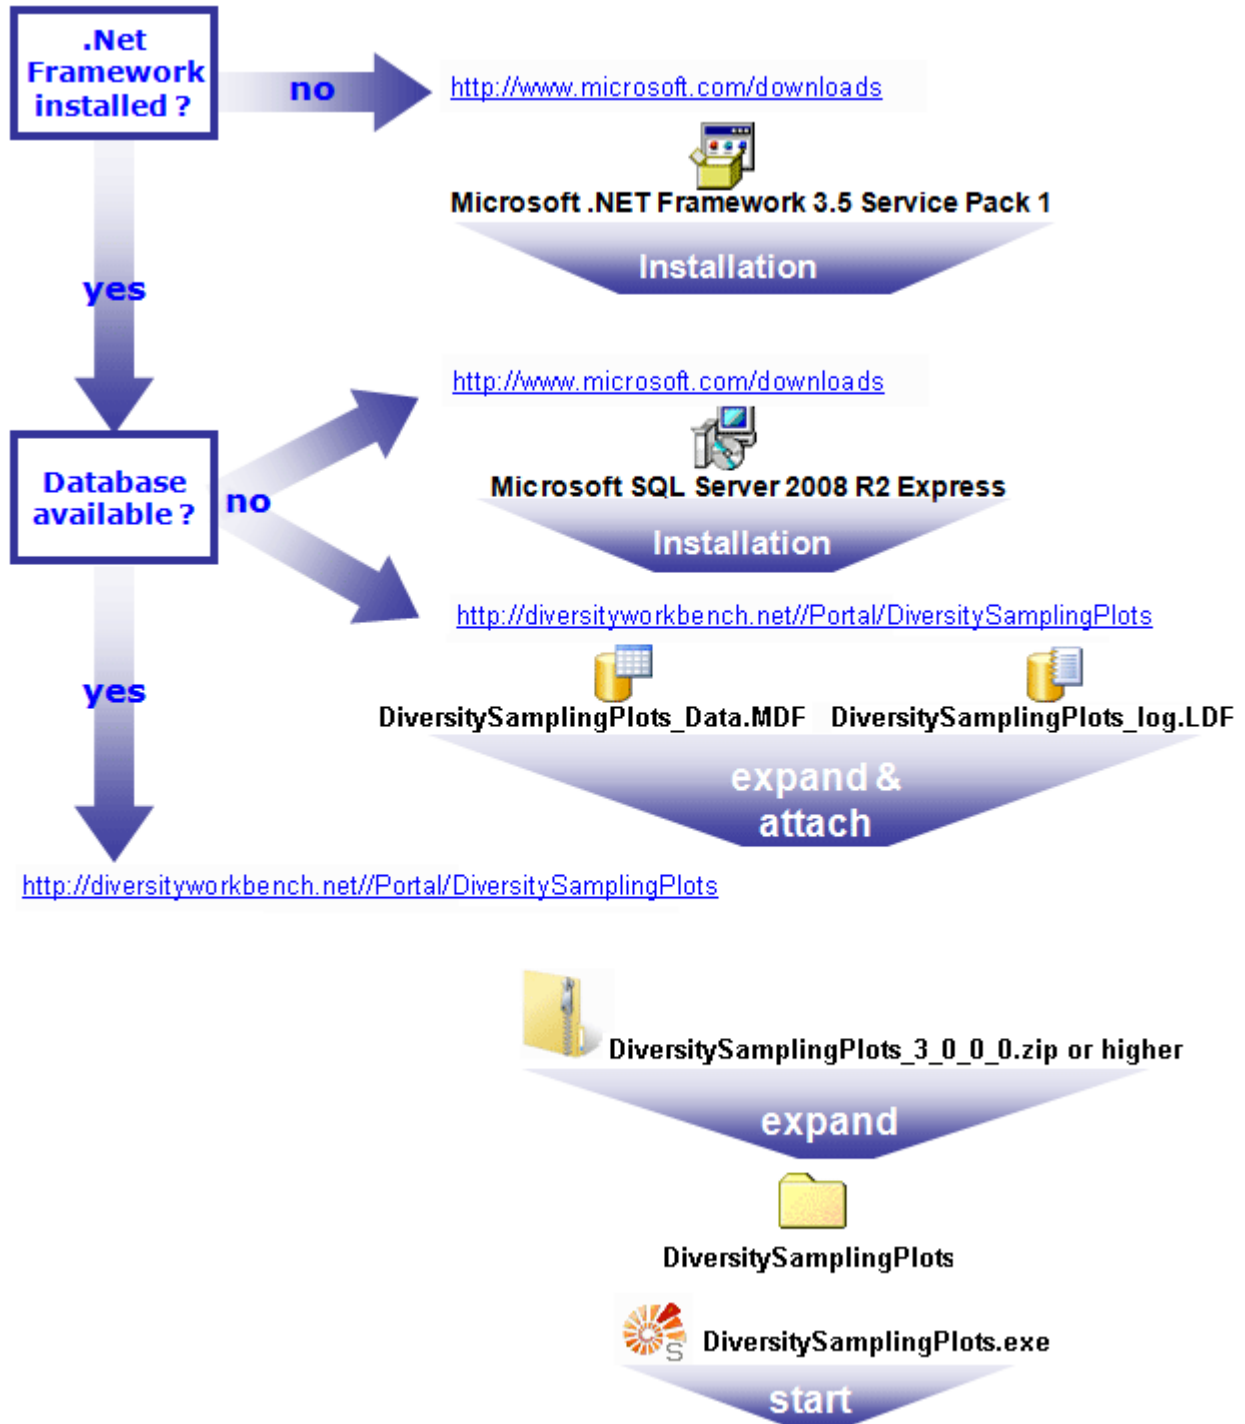 .Net
Framework
installed ?
no
http://www.microsoft.com/downloads
Microsoft .NET Framework 3.5 Service Pack 1
Installation
yes
http://www.microsoft.com/downloads
Database
available ?
no
Microsoft SQL Server 2008 R2 Express
Installation
http://diversityworkbench.net//Portal/DiversitySamplingPlots
DiversitySamplingPlots_Data.MDF DiversitySamplingPlots_log.LDF
expand &
attach
yes
http://diversityworkbench.net//Portal/DiversitySamplingPlots
DiversitySamplingPlots_3_0_0_0.zip or higher
expand
DiversitySamplingPlots
S
DiversitySamplingPlots.exe
start